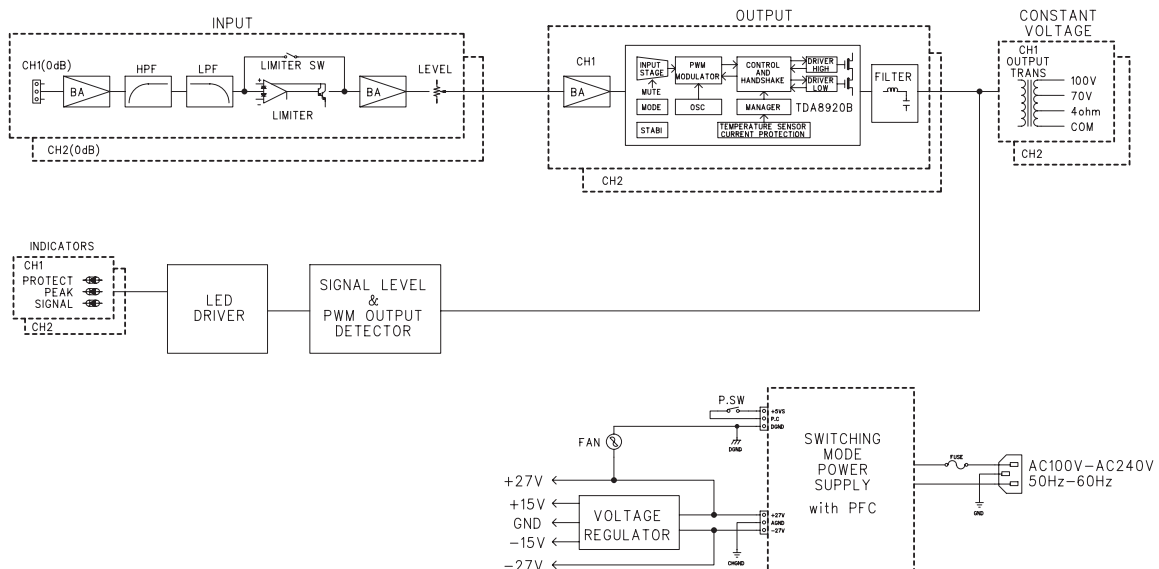 INPUT
CH1(0dB)
BA
HPF
LPF
LIMITER SW
LIMITER
BA
LEVEL
CH2(0dB)
OUTPUT
CH1
BA
INPUT
STAGE
MUTE
MODE
STABI
PWM
MODULATOR
OSC
CONTROL
AND
HANDSHAKE
MANAGER
TEMPERATURE SENSOR
CURRENT PROTECTION
DRIVER
HIGH
DRIVER
LOW
TDA8920B
FILTER
CH2
CONSTANT
VOLTAGE
CH1
OUTPUT
TRANS
100V
70V
4ohm
COM
CH2
INDICATORS
CH1
PROTECT
PEAK
SIGNAL
CH2
LED
DRIVER
SIGNAL LEVEL
&
PWM OUTPUT
DETECTOR
P.SW
+5VS
P.C
DGND
DGND
FAN
+27V
+15V
GND
-15V
-27V
VOLTAGE
REGULATOR
+27V
AGND
-27V
CHGND
SWITCHING
MODE
POWER
SUPPLY
with PFC
FUSE
GND
AC100V-AC240V
50Hz-60Hz